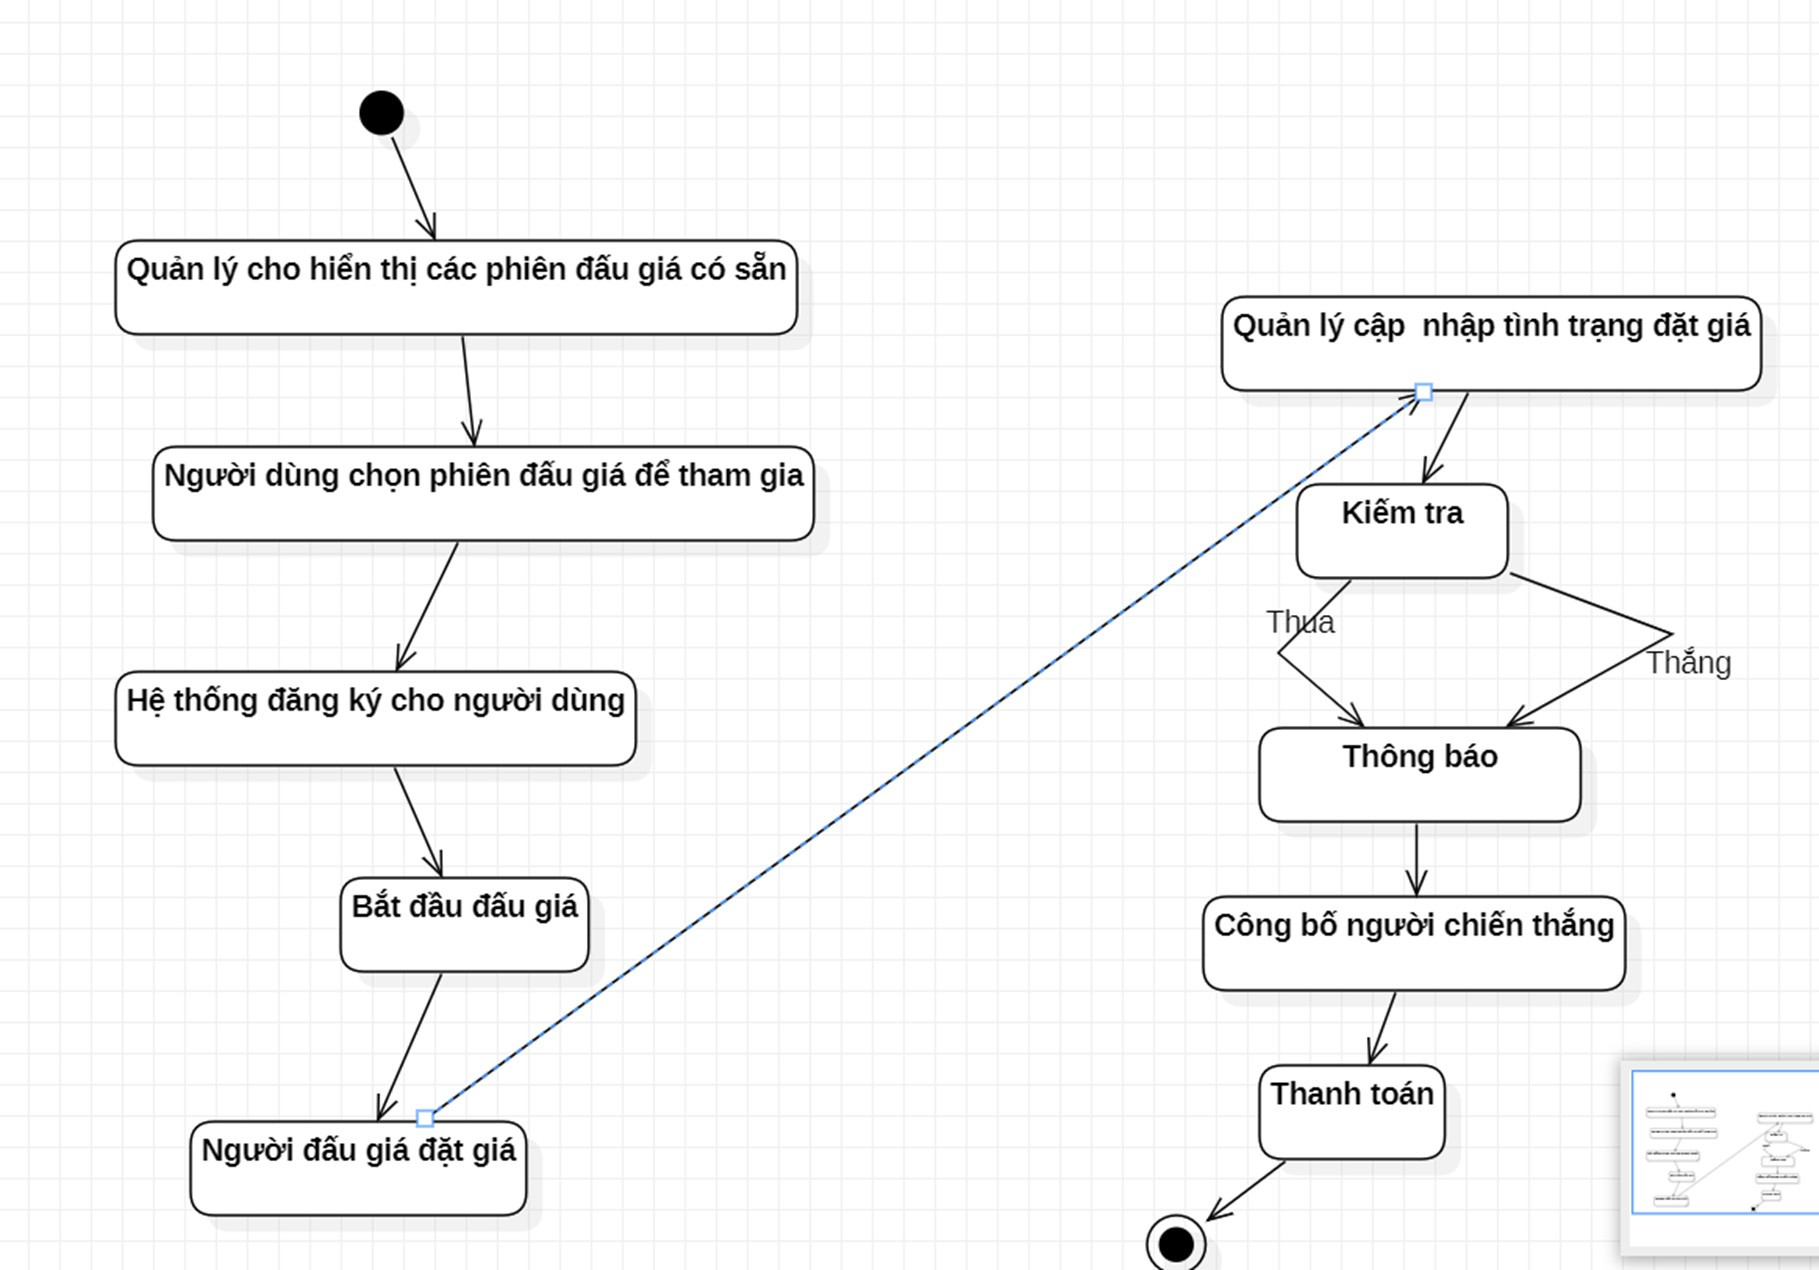 Quản lý cho hiển thị các phiên đấu giá có sẵn
Người dùng chọn phiên đấu giá để tham gia
Hệ thống đăng ký cho người dùng
Bắt đầu đấu giá
Người đấu giá đặt giá
Quản lý cập  nhập tình trạng đặt giá
Kiếm tra
Thua
Thắng
Thông báo
Công bố người chiến thắng
Thanh toán